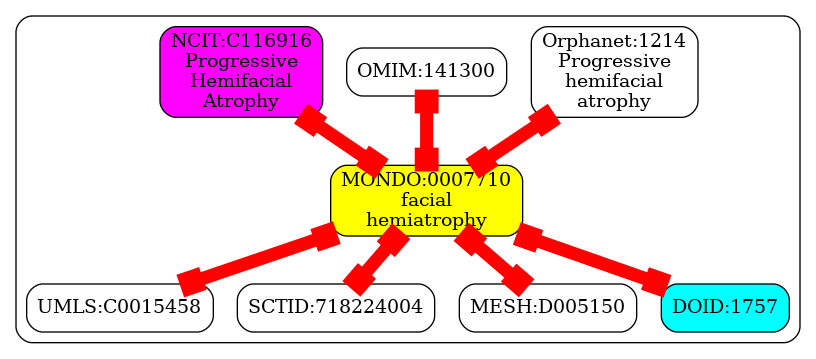 NCIT:C116916
Progressive
Hemifacial
Atrophy
OMIM:141300
Orphanet:1214
Progressive
hemifacial
atrophy
MONDO:0007710
facial
hemiatrophy
UMLS:C0015458
SCTID:718224004
MESH:D005150
DOID:1757